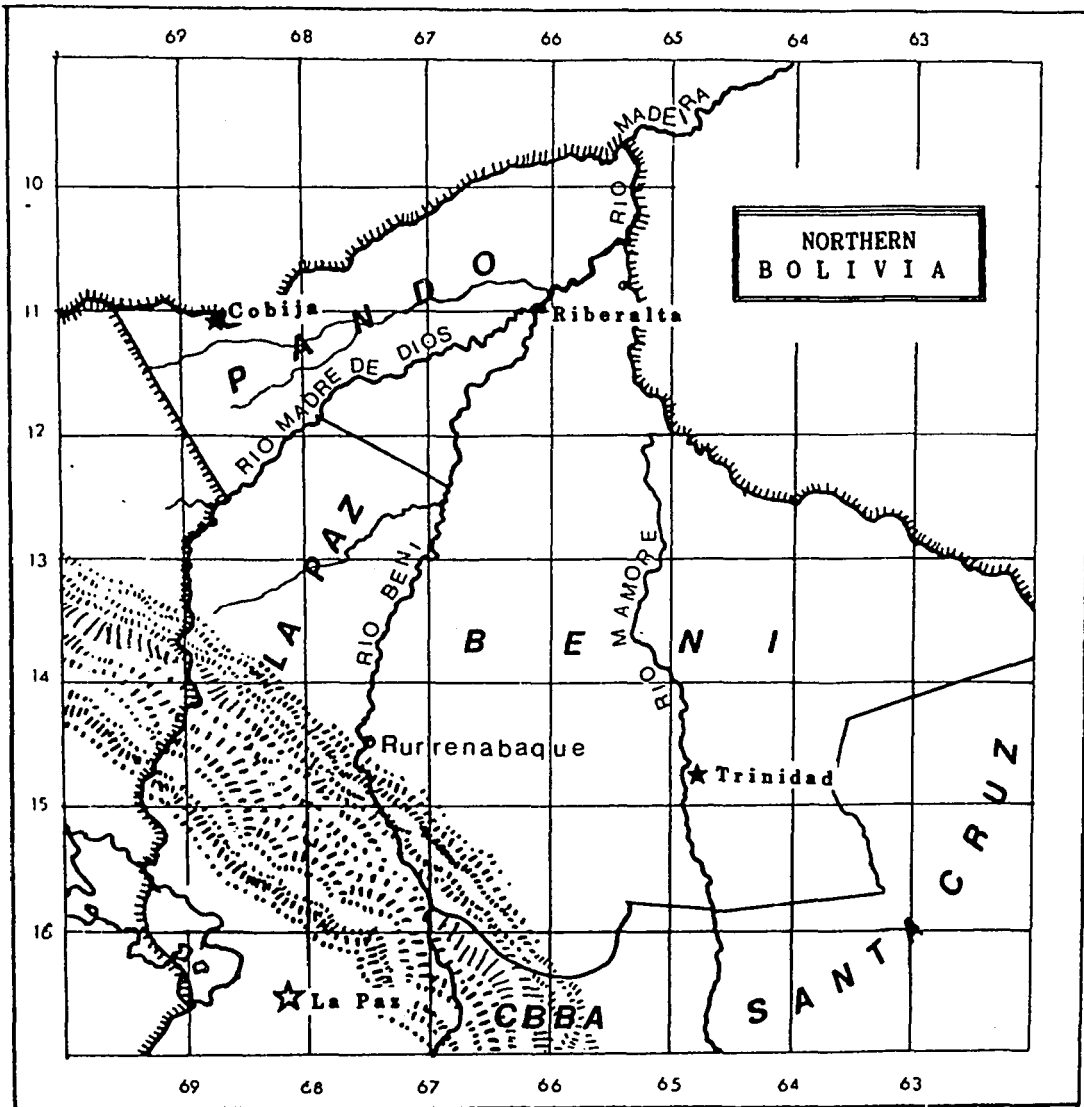 69 68 67 66 65 64 63
RIO MADEIRA
10
NORTHERN
BOLIVIA
PANDO
11
Cobija
Riberalta
RIO MADRE DE DIOS
12
LA PAZ
13
RIO BENI
RIO MAMORE
BENI
14
Rurrenabaque
Trinidad
15
SANTA CRUZ
16
La Paz
CBBA
69 68 67 66 65 64 63